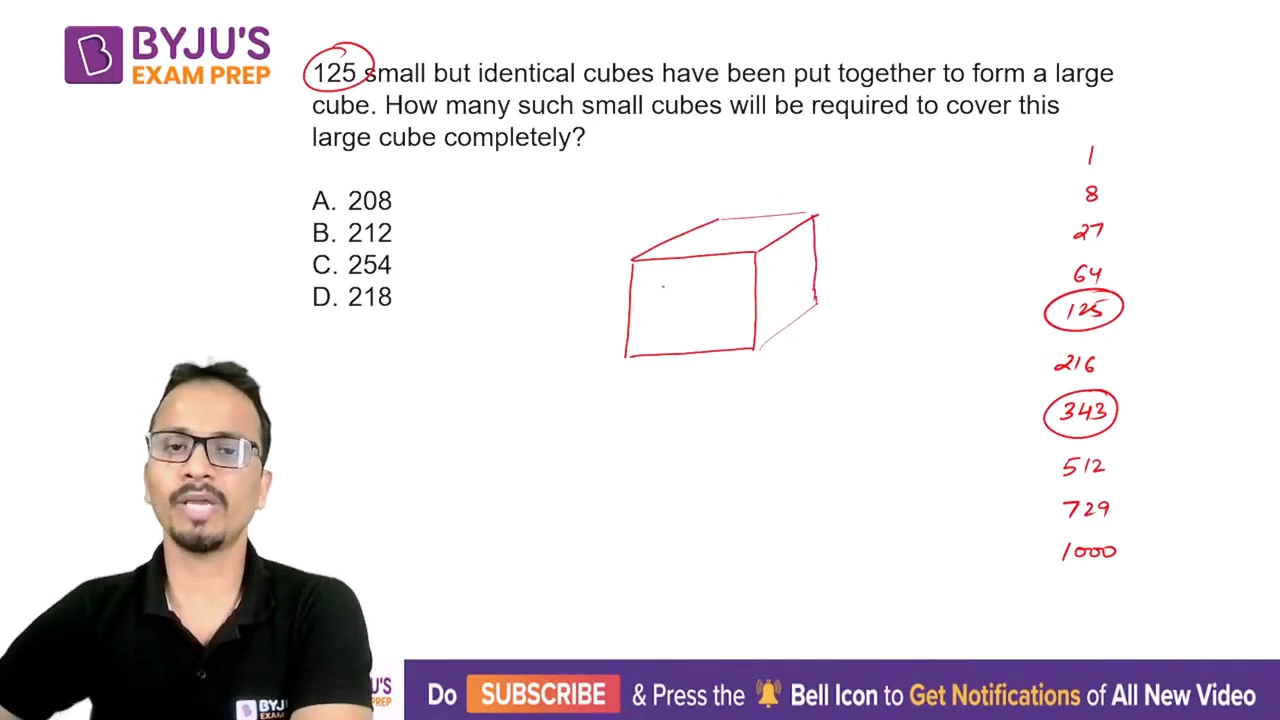 BYJU'S
EXAM PREP
125 small but identical cubes have been put together to form a large
cube. How many such small cubes will be required to cover this
large cube completely?
A. 208
B. 212
C. 254
D. 218
1
8
27
64
125
216
343
512
729
1000
BYJU
EXAM
J'S
PREP
Do SUBSCRIBE & Press the Bell Icon to Get Notifications of All New Video